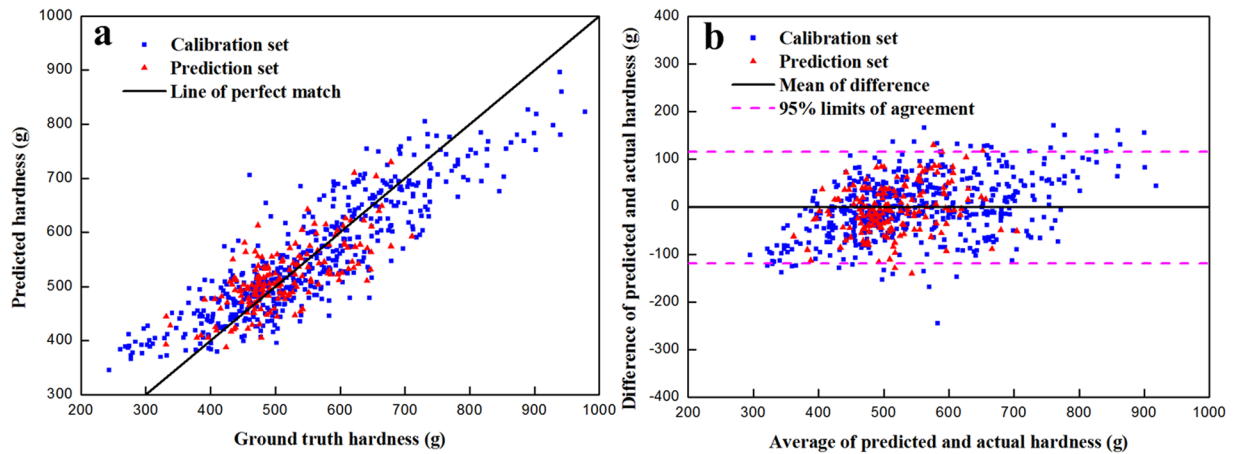 a
Calibration set
Prediction set
Line of perfect match
1000
900
800
700
600
500
400
300
200 300 400 500 600 700 800 900 1000
Predicted hardness (g)
Ground truth hardness (g)
b
Calibration set
Prediction set
Mean of difference
95% limits of agreement
400
300
200
100
0
-100
-200
-300
-400
200 300 400 500 600 700 800 900 1000
Difference of predicted and actual hardness (g)
Average of predicted and actual hardness (g)